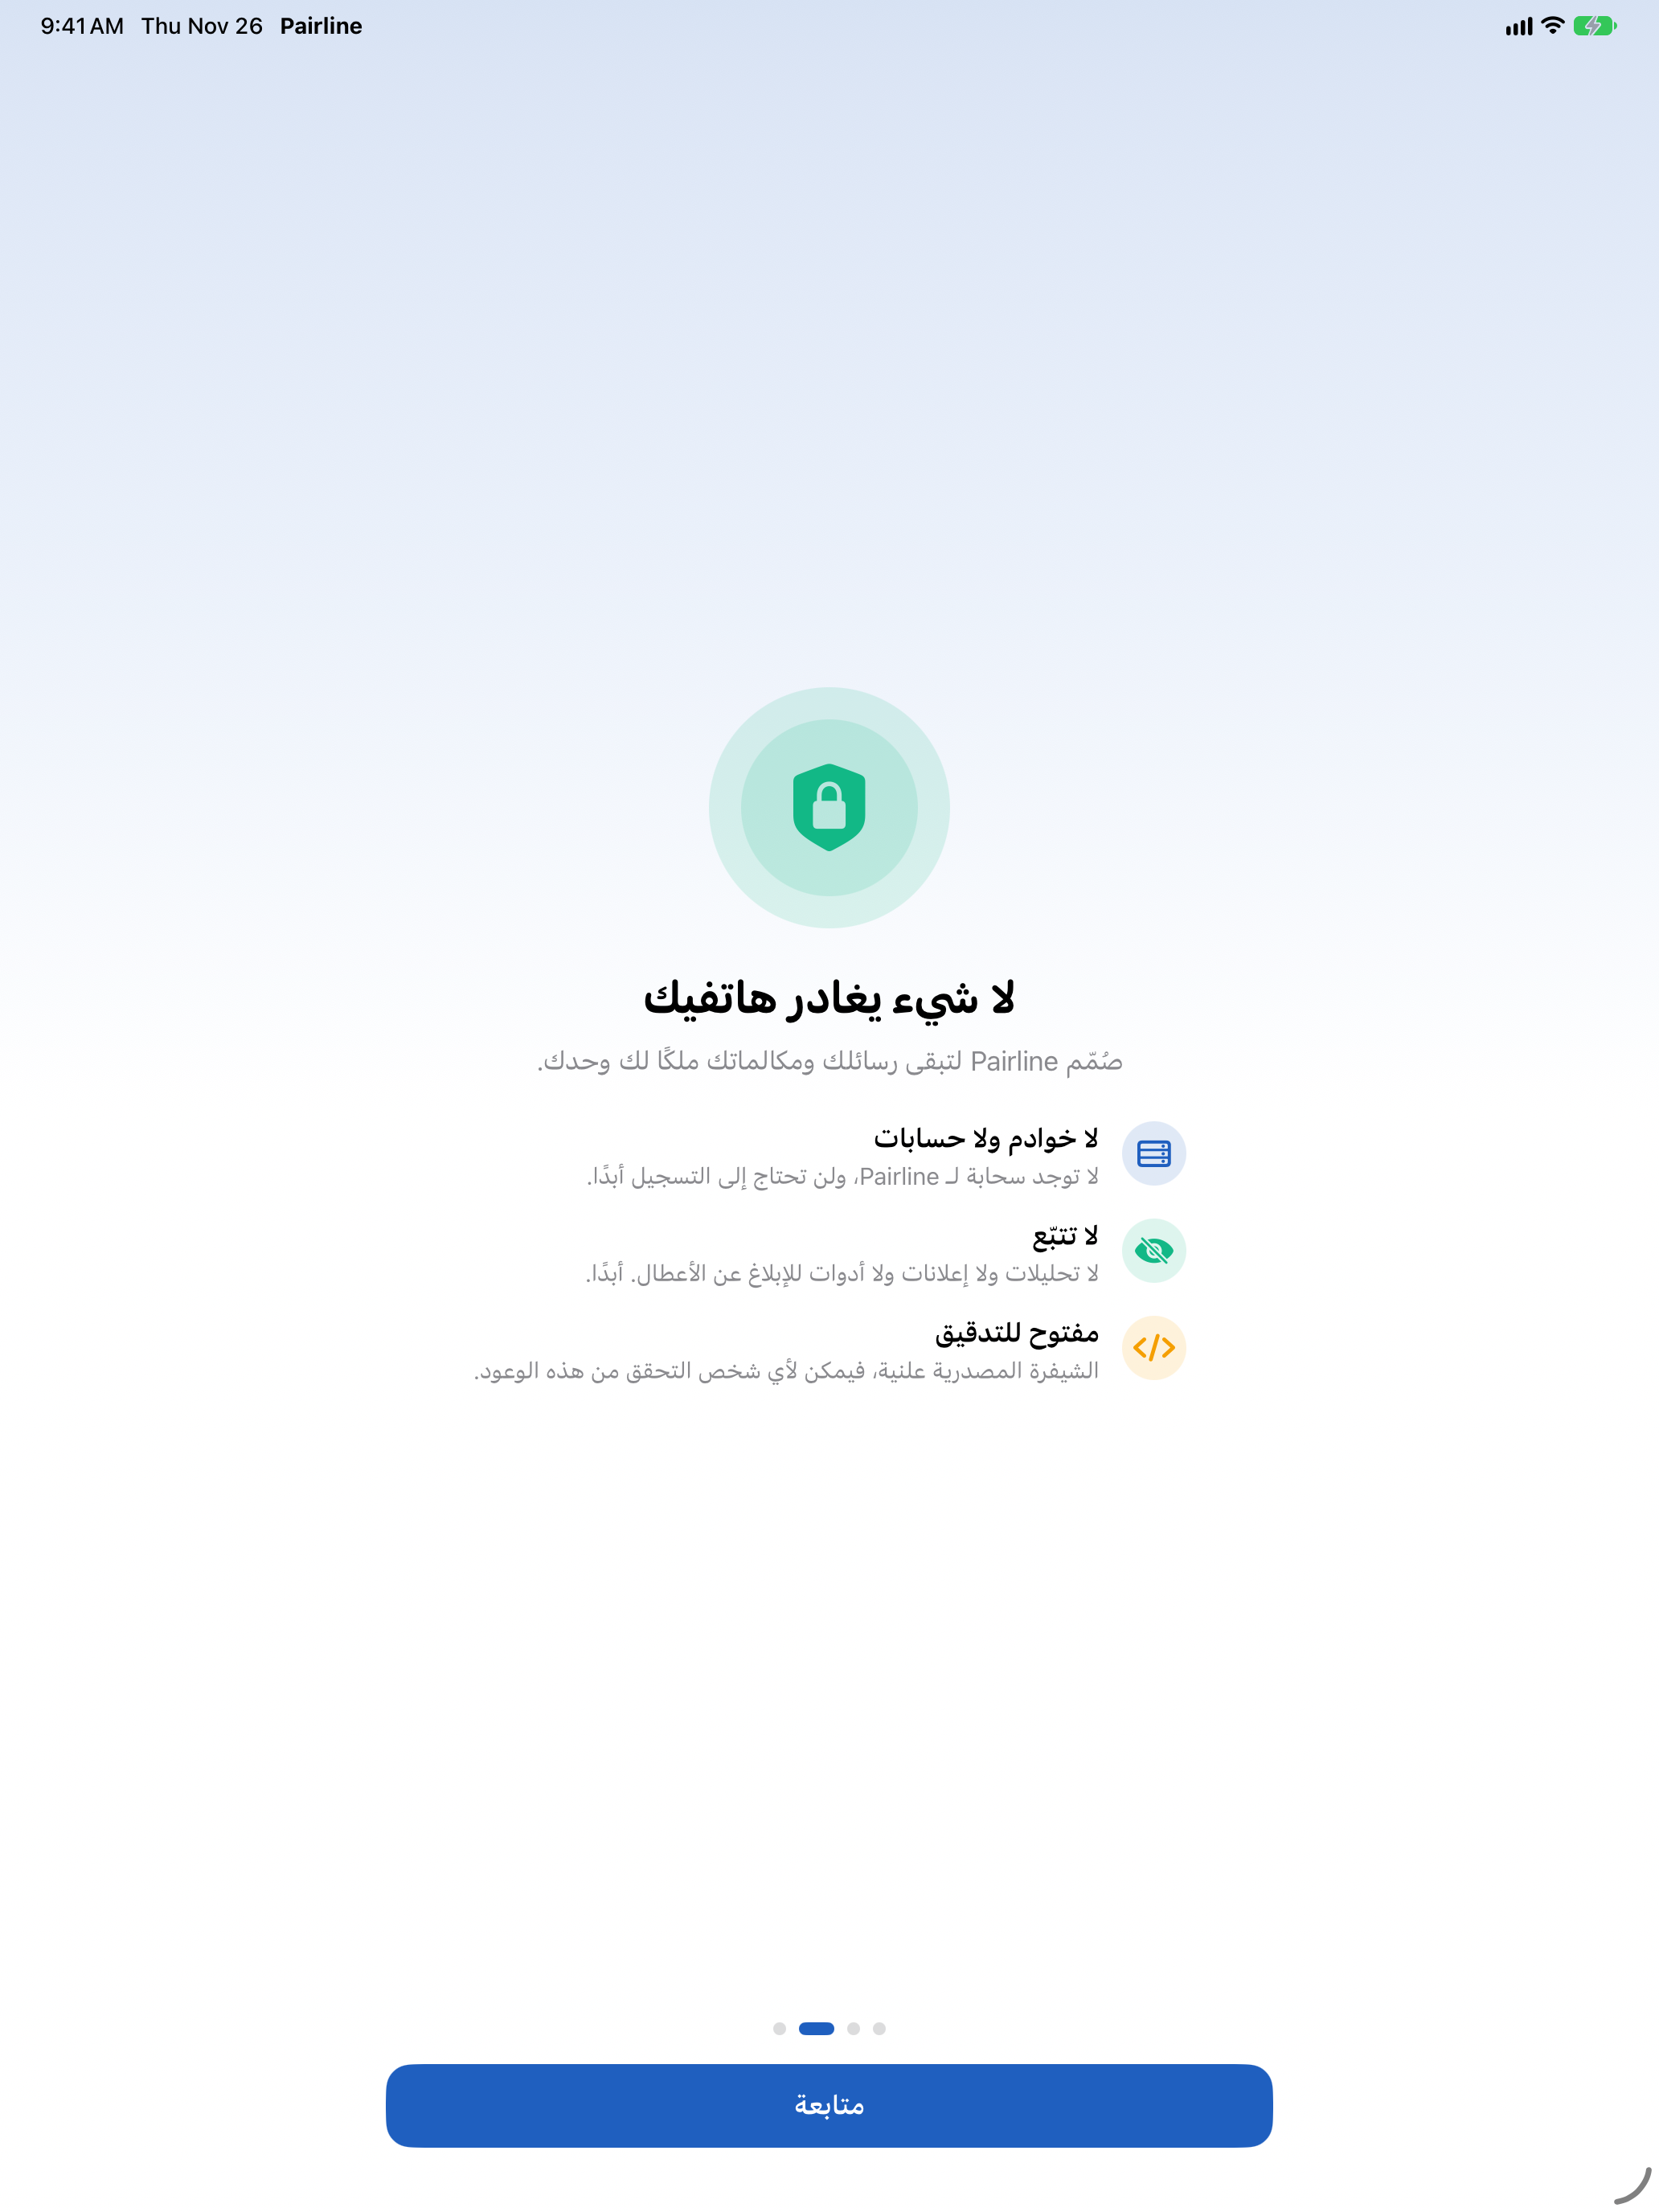 9:41 AM Thu Nov 26 Pairline
لا شيء يغادر هاتفيك
صُمّم Pairline لتبقى رسائلك ومكالماتك ملكًا لك وحدك.
لا خوادم ولا حسابات
لا توجد سحابة لـ Pairline، ولن تحتاج إلى التسجيل أبدًا.
لا تتبّع
لا تحليلات ولا إعلانات ولا أدوات للإبلاغ عن الأعطال. أبدًا.
مفتوح للتدقيق
الشيفرة المصدرية علنية، فيمكن لأي شخص التحقق من هذه الوعود.
متابعة